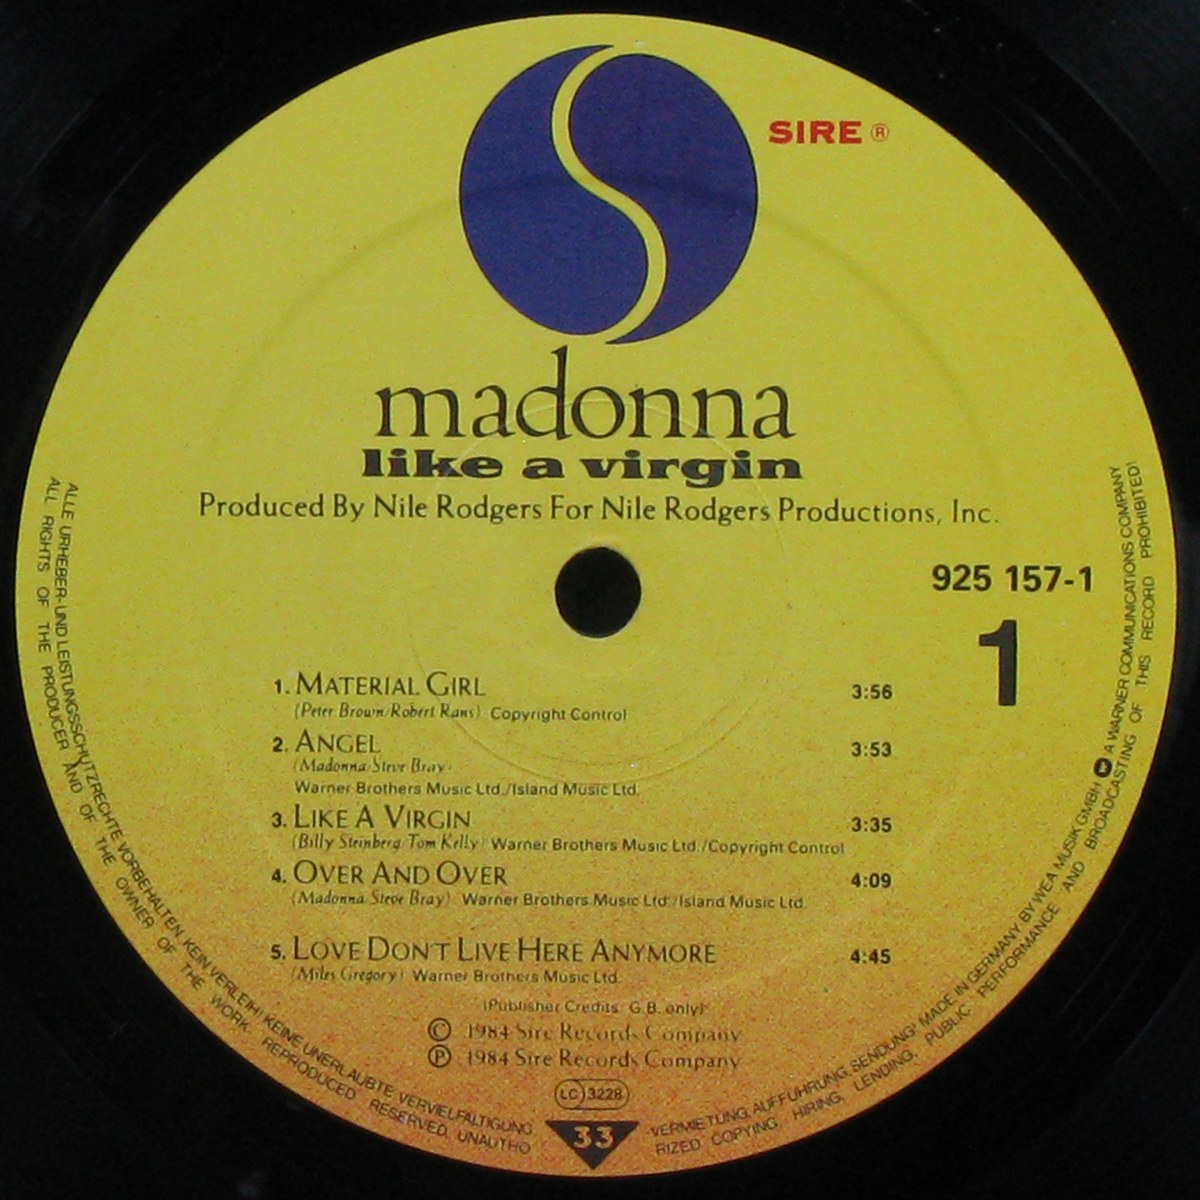 SIRE ®
madonna
like a virgin
Produced By Nile Rodgers For Nile Rodgers Productions, Inc.
925 157-1
1
1. MATERIAL GIRL 3:56
(Peter Brown/Robert Rans) Copyright Control
2. ANGEL 3:53
(Madonna/Steve Bray)
Warner Brothers Music Ltd./Island Music Ltd.
3. LIKE A VIRGIN 3:35
(Billy Steinberg/Tom Kelly) Warner Brothers Music Ltd./Copyright Control
4. OVER AND OVER 4:09
(Madonna/Steve Bray) Warner Brothers Music Ltd./Island Music Ltd.
5. LOVE DON'T LIVE HERE ANYMORE 4:45
(Miles Gregory) Warner Brothers Music Ltd.
(Publisher Credits: G.B. only)
© 1984 Sire Records Company
℗ 1984 Sire Records Company
LC 3228
33
ALLE URHEBER- UND LEISTUNGSSCHUTZRECHTE VORBEHALTEN. KEIN VERLEIH! KEINE UNERLAUBTE VERVIELFÄLTIGUNG, VERMIETUNG, AUFFÜHRUNG, SENDUNG! MADE IN GERMANY BY WEA MUSIK GMBH A WARNER COMMUNICATIONS COMPANY
ALL RIGHTS OF THE PRODUCER AND OF THE OWNER OF THE WORK REPRODUCED RESERVED. UNAUTHORIZED COPYING, HIRING, LENDING, PUBLIC PERFORMANCE AND BROADCASTING OF THIS RECORD PROHIBITED!